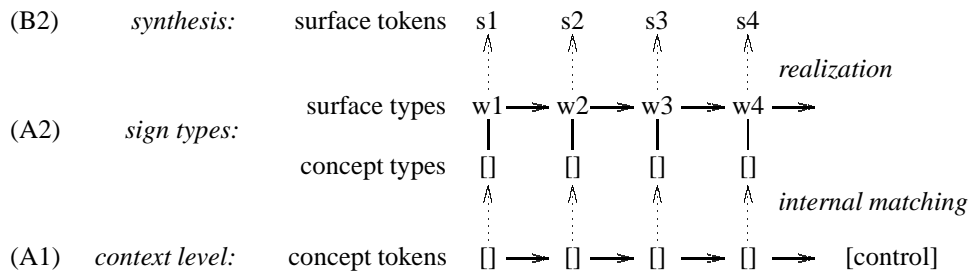 (B2) synthesis: surface tokens s1 s2 s3 s4
realization
surface types w1 w2 w3 w4
(A2) sign types:
concept types [] [] [] []
internal matching
(A1) context level: concept tokens [] [] [] [] [control]